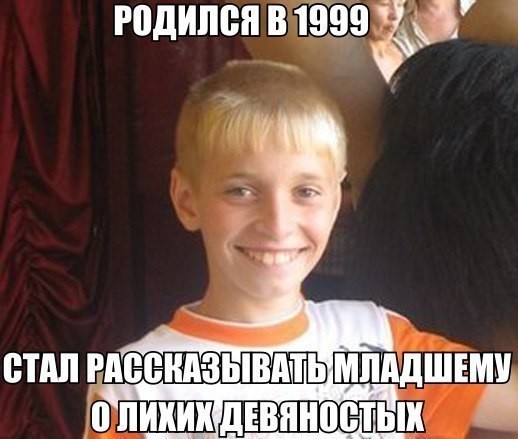 РОДИЛСЯ В 1999
СТАЛ РАССКАЗЫВАТЬ МЛАДШЕМУ
О ЛИХИХ ДЕВЯНОСТЫХ